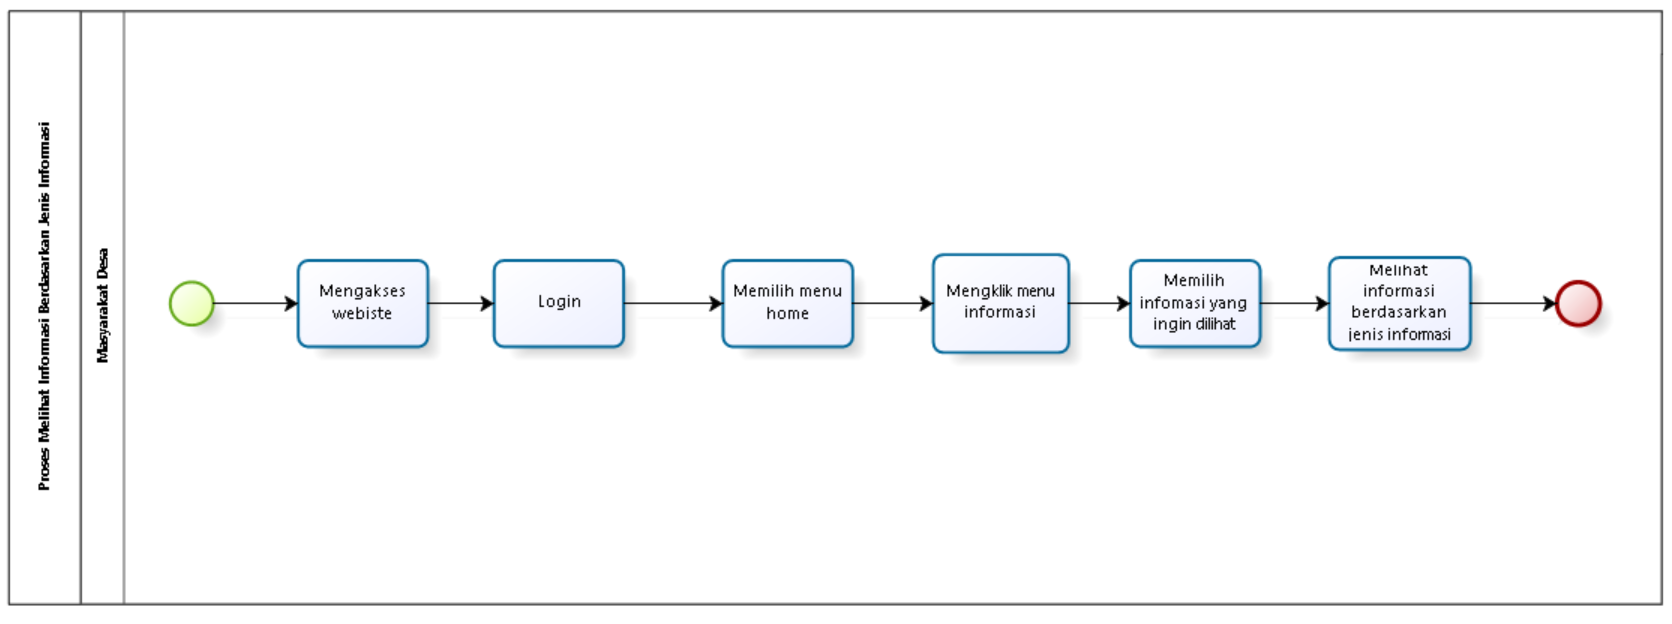 Proses Melihat Informasi Berdasarkan Jenis Informasi
Masyarakat Desa
Mengakses
webiste
Login
Memilih menu
home
Mengklik menu
informasi
Memilih
infomasi yang
ingin dilihat
Melihat
informasi
berdasarkan
jenis informasi